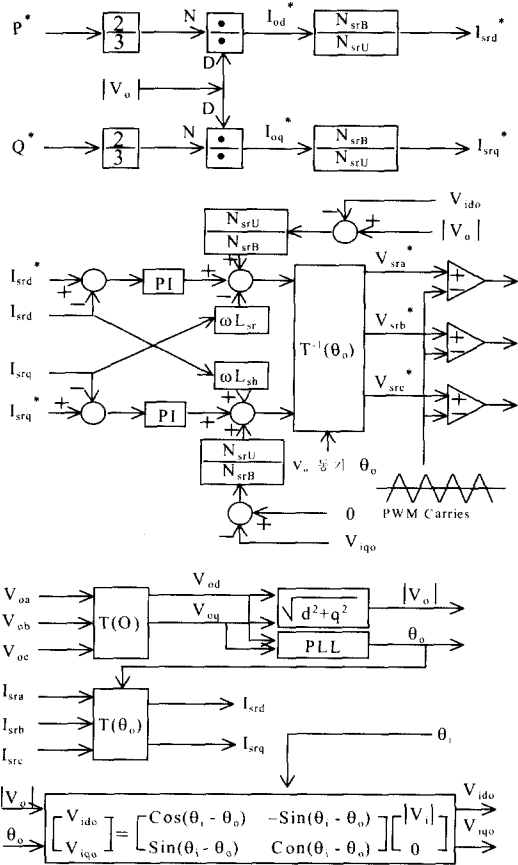 P* 2/3 N ÷ I_od* N_srB/N_srU I_srd*
D
|V_o|
D
Q* 2/3 N ÷ I_oq* N_srB/N_srU I_srq*
V_ido
N_srU/N_srB − + |V_o|
I_srd* + − PI + + − V_sra* + −
I_srd ωL_sr
T⁻¹(θ_o) V_srb* + −
I_srq ωL_sh
V_src* + −
I_srq* + − PI + + +
N_srU/N_srB V_o 동기 θ_o
PWM Carries
+ 0
− V_iqo
V_oa V_od |V_o|
V_ob T(O) V_oq √d²+q²
V_oc PLL θ_o
I_sra I_srd
I_srb T(θ_o)
I_src I_srq
θ_i
|V_o| V_ido
[V_ido] = [Cos(θ_i - θ_o) -Sin(θ_i - θ_o)] [|V_i|]
θ_o V_iqo
[V_iqo] [Sin(θ_i - θ_o) Con(θ_i - θ_o)] [0]